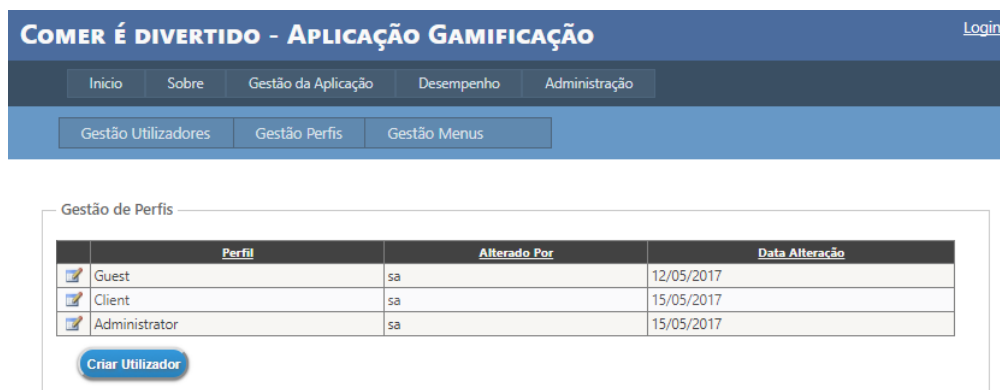 COMER É DIVERTIDO - APLICAÇÃO GAMIFICAÇÃO Login
Inicio Sobre Gestão da Aplicação Desempenho Administração
Gestão Utilizadores Gestão Perfis Gestão Menus
Gestão de Perfis
Perfil Alterado Por Data Alteração
Guest sa 12/05/2017
Client sa 15/05/2017
Administrator sa 15/05/2017
Criar Utilizador